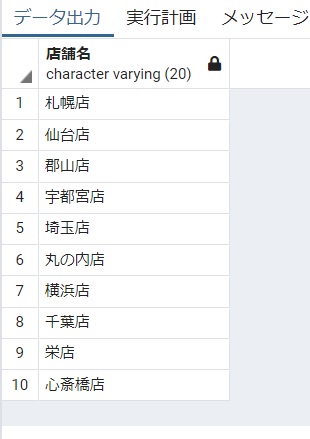 データ出力 実行計画 メッセージ
店舗名
character varying (20)
1 札幌店
2 仙台店
3 郡山店
4 宇都宮店
5 埼玉店
6 丸の内店
7 横浜店
8 千葉店
9 栄店
10 心斎橋店